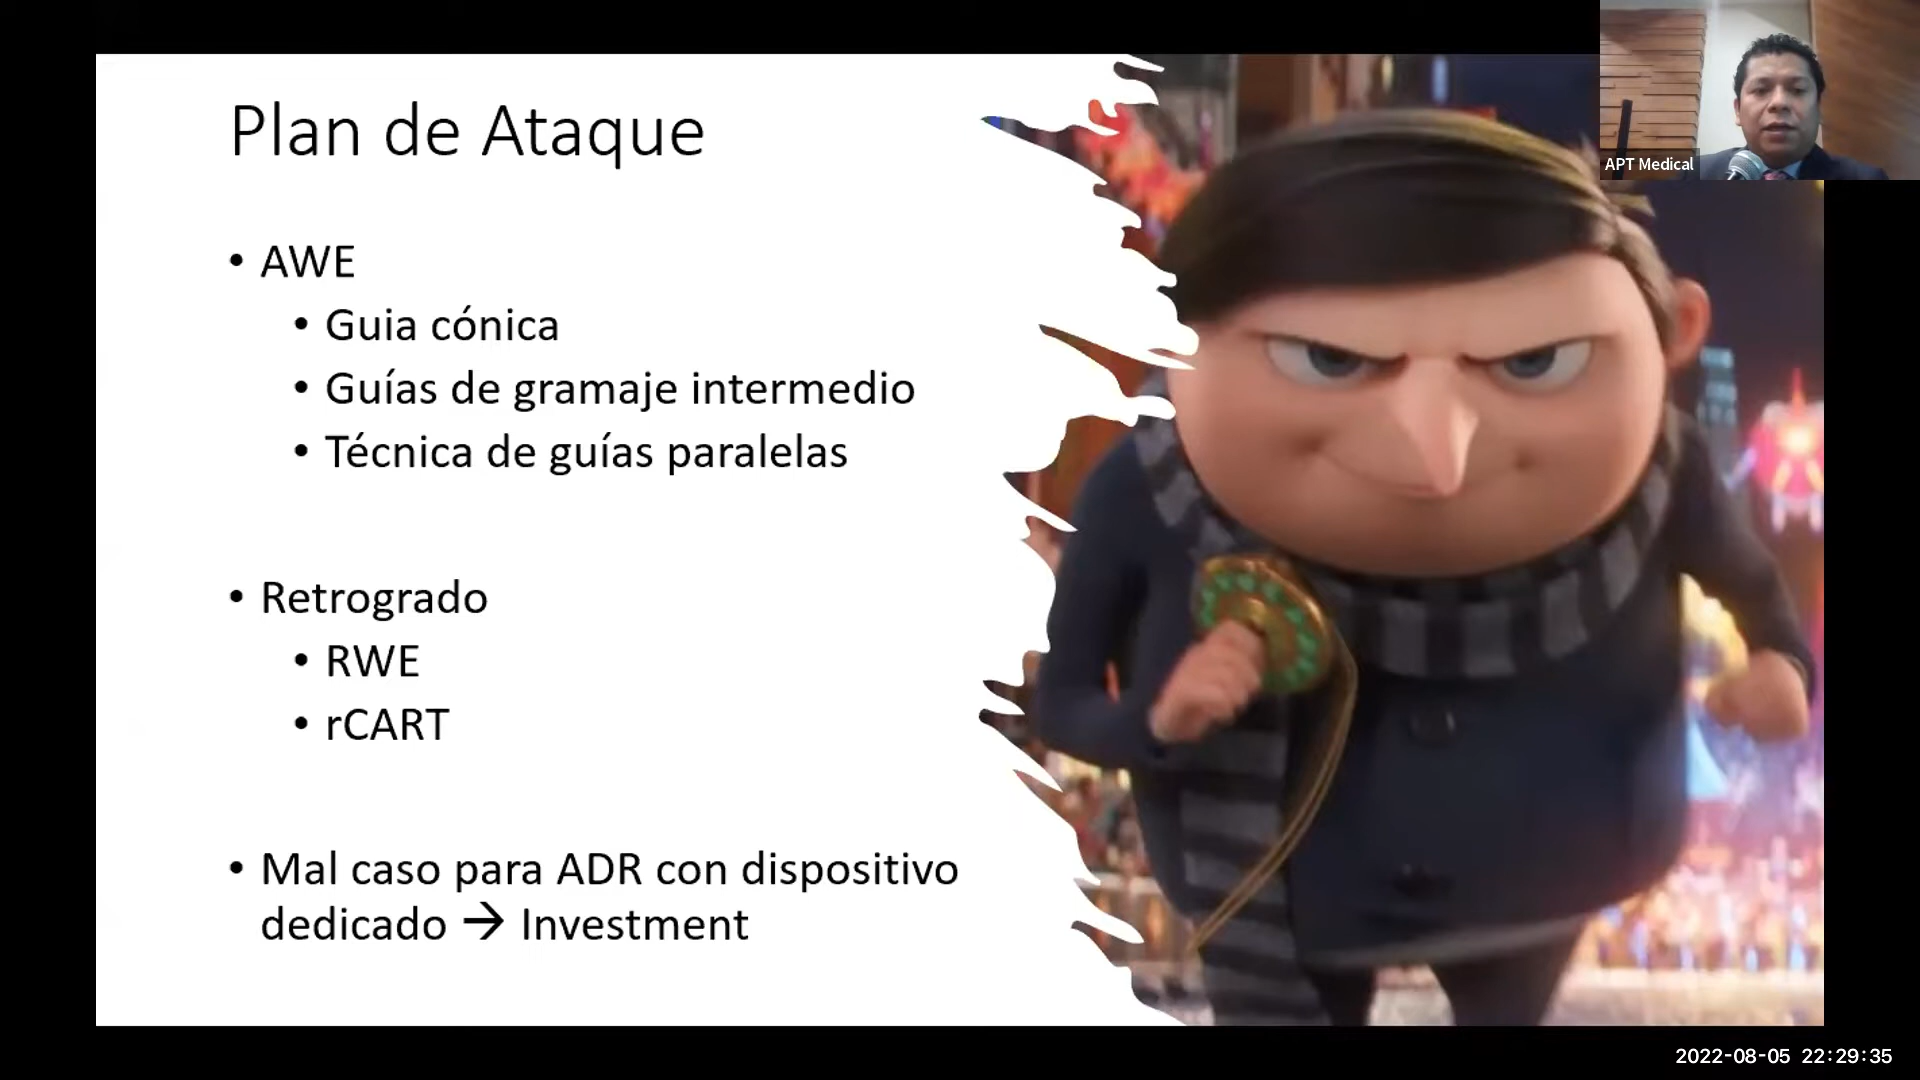 Plan de Ataque
• AWE
• Guia cónica
• Guías de gramaje intermedio
• Técnica de guías paralelas
• Retrogrado
• RWE
• rCART
• Mal caso para ADR con dispositivo
dedicado → Investment
APT Medical
2022-08-05 22:29:35